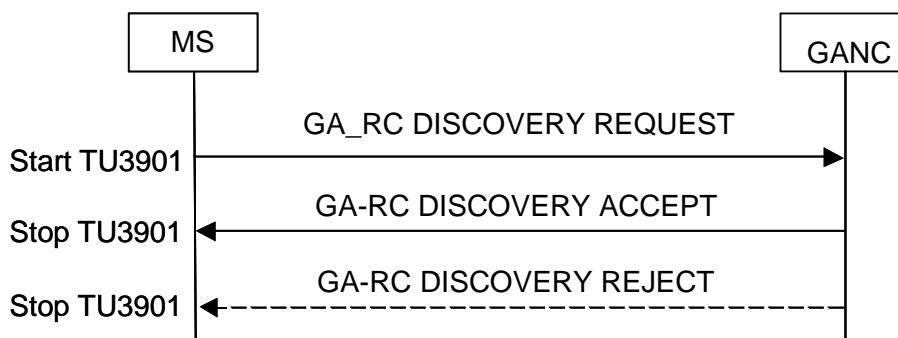 MS
GANC
GA_RC DISCOVERY REQUEST
Start TU3901
GA-RC DISCOVERY ACCEPT
Stop TU3901
GA-RC DISCOVERY REJECT
Stop TU3901